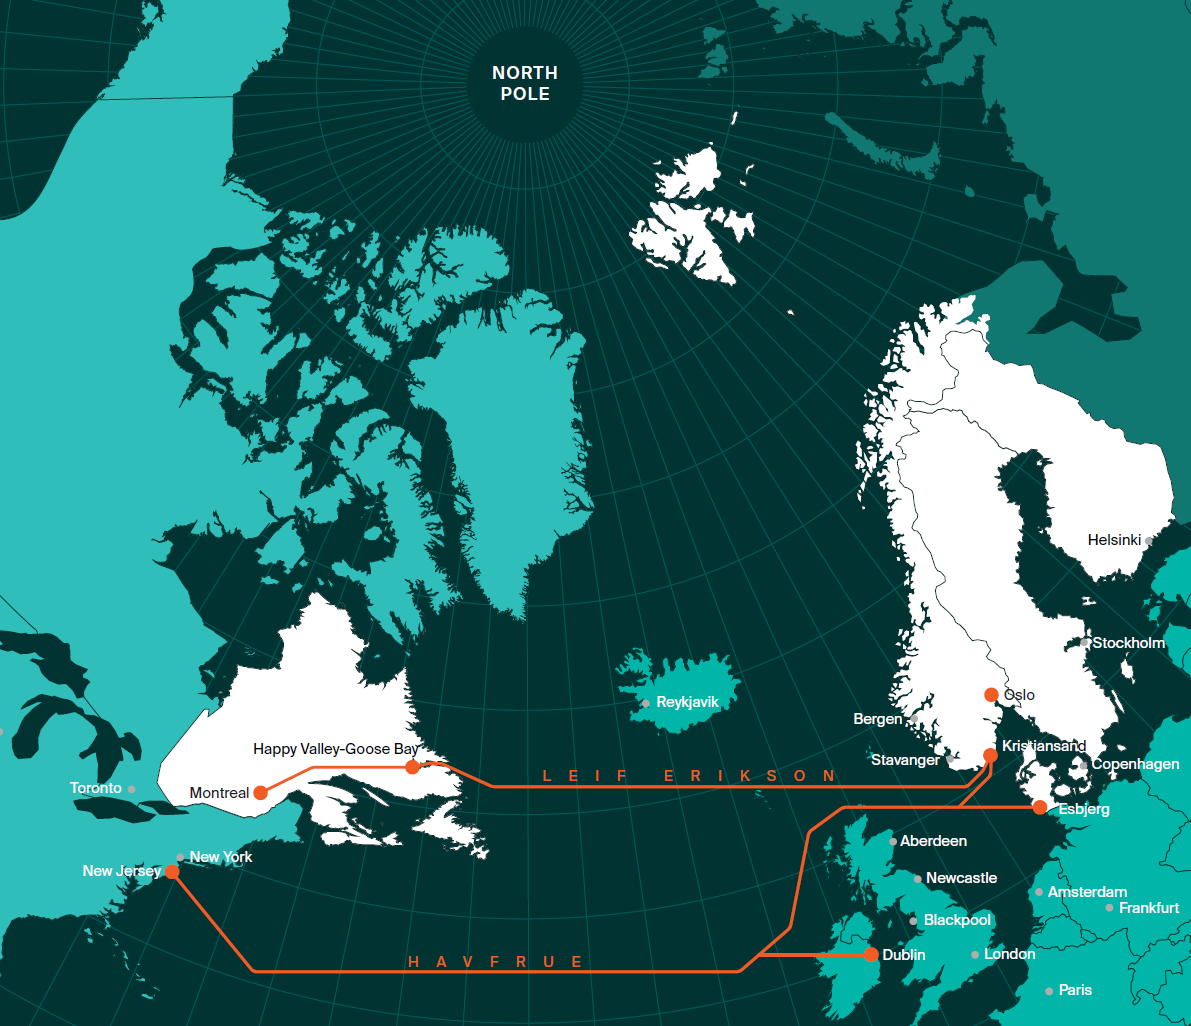 NORTH
POLE
Helsinki
Stockholm
Reykjavik
Oslo
Bergen
Kristiansand
Happy Valley-Goose Bay
Stavanger
Copenhagen
LEIF ERIKSON
Toronto
Montreal
Esbjerg
Aberdeen
New York
New Jersey
Newcastle
Amsterdam
Frankfurt
Blackpool
Dublin
London
HAVFRUE
Paris